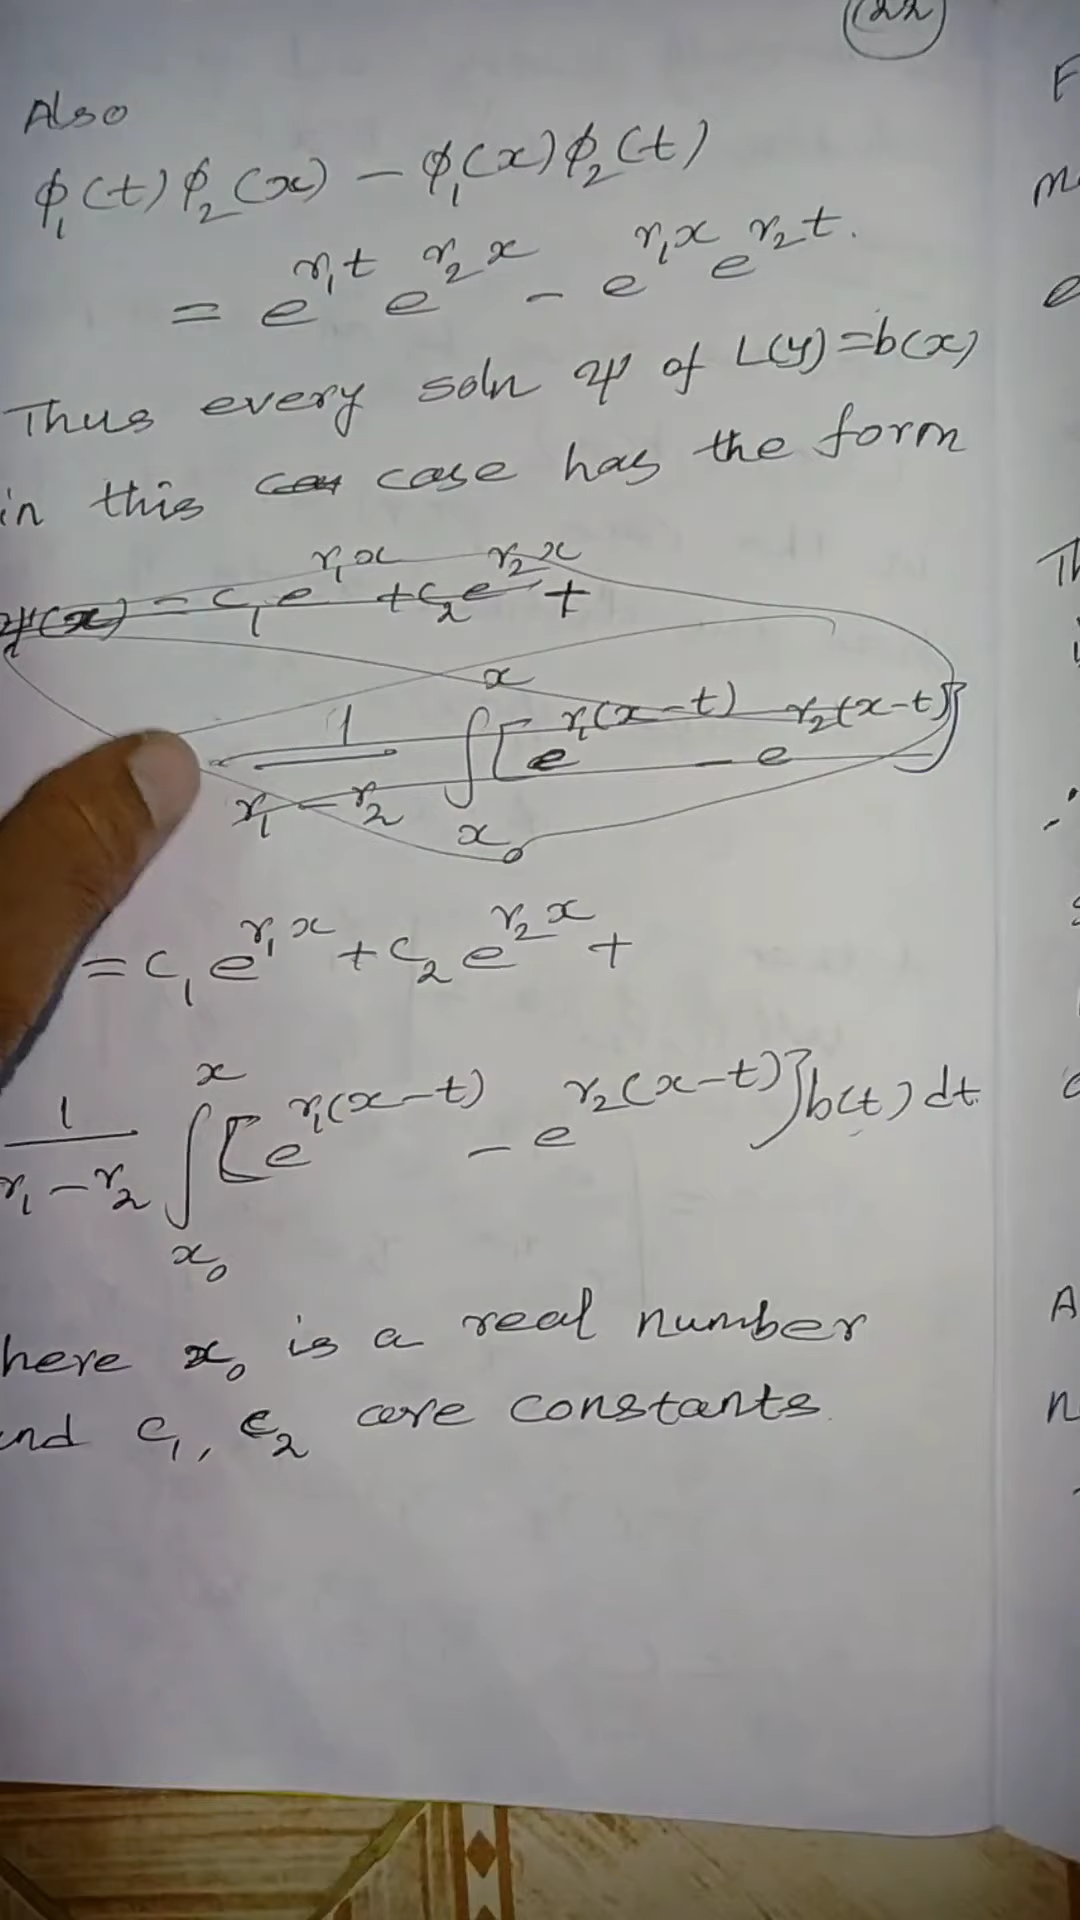 22
Also
ϕ₁(t)ϕ₂(x) − ϕ₁(x)ϕ₂(t)
= e^{r₁t} e^{r₂x} − e^{r₁x} e^{r₂t}.
Thus every soln ψ of L(y)=b(x)
in this case has the form
ψ(x) = c₁e^{r₁x} + c₂e^{r₂x} +
1/(r₁−r₂) ∫_{x₀}^{x} [e^{r₁(x−t)} − e^{r₂(x−t)}]
= c₁e^{r₁x} + c₂e^{r₂x} +
1/(r₁−r₂) ∫_{x₀}^{x} [e^{r₁(x−t)} − e^{r₂(x−t)}]b(t)dt.
here x₀ is a real number
and c₁, c₂ are constants.